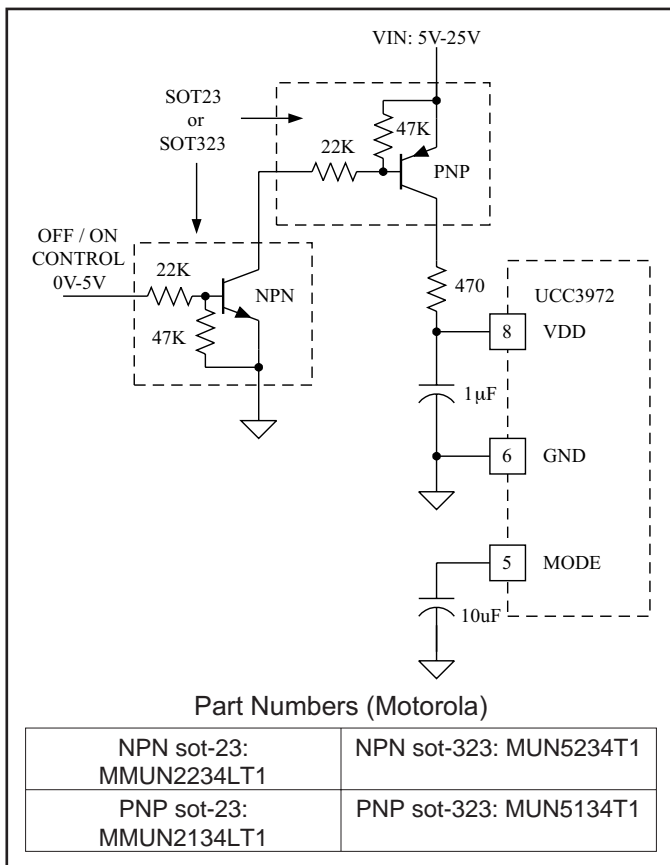 VIN: 5V-25V
SOT23
or
SOT323
47K
22K
PNP
OFF / ON
CONTROL
0V-5V
22K
NPN
47K
470
UCC3972
8 VDD
1µF
6 GND
5 MODE
10uF
Part Numbers (Motorola)
NPN sot-23:
MMUN2234LT1
NPN sot-323: MUN5234T1
PNP sot-23:
MMUN2134LT1
PNP sot-323: MUN5134T1